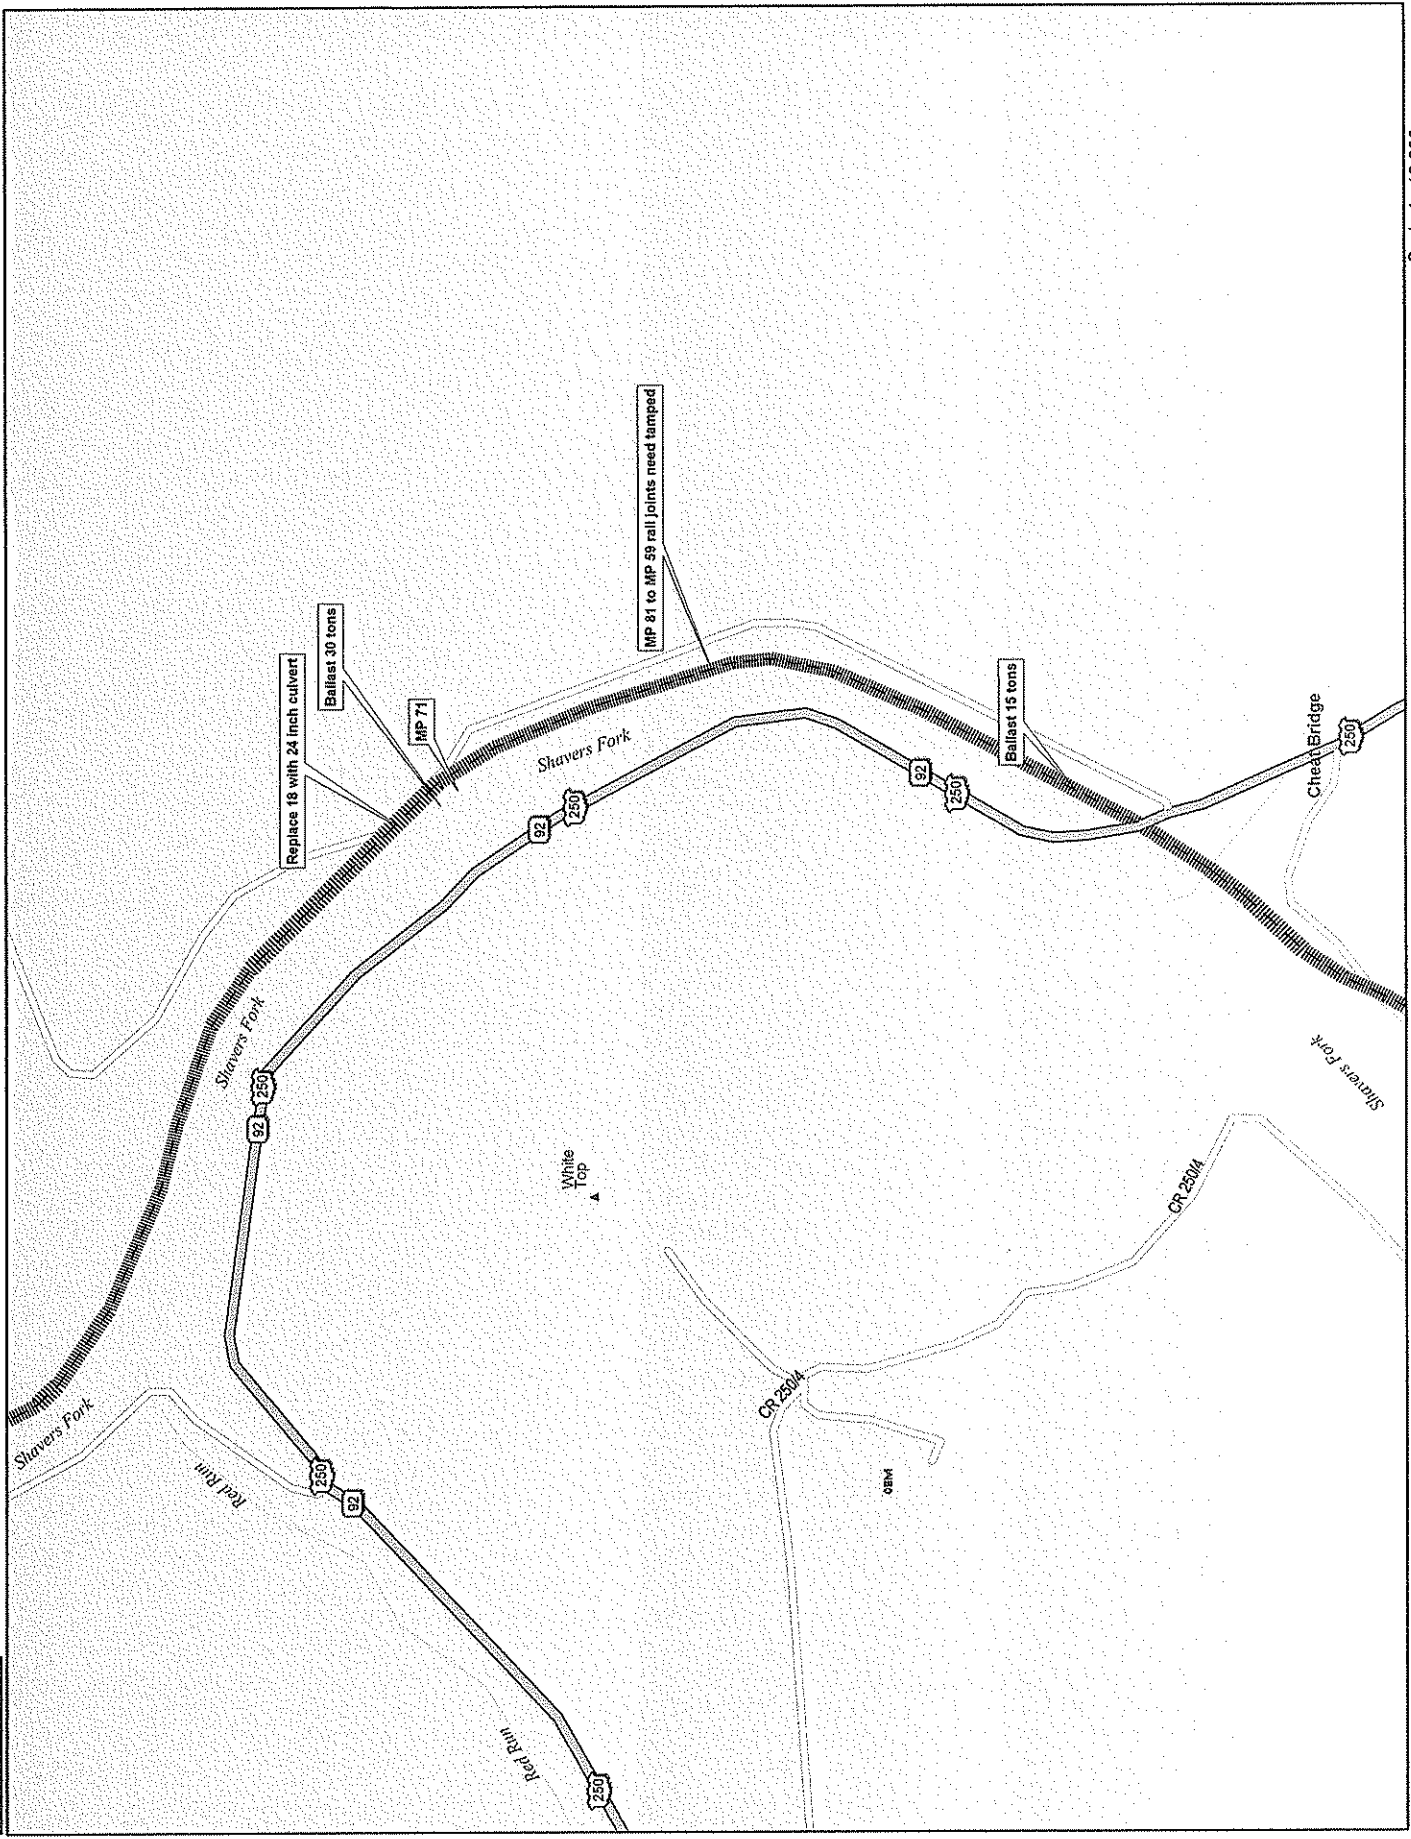 Replace 18 with 24 inch culvert
Ballast 30 tons
MP 71
MP 81 to MP 59 rail joints need tamped
Ballast 15 tons
Shavers Fork
Shavers Fork
Shavers Fork
Shavers Fork
Red Run
Red Run
92
250
92
250
92
250
250
92
250
250
White
Top
CR 250/4
CR 250/4
Cheat Bridge